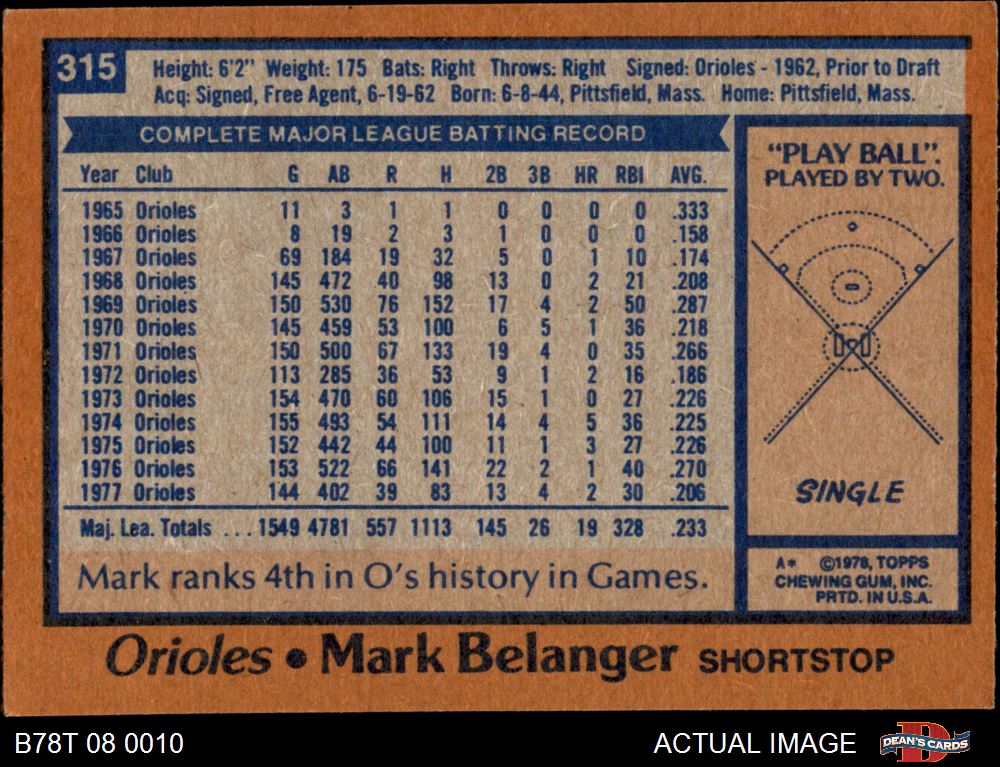 315
Height: 6'2" Weight: 175 Bats: Right Throws: Right Signed: Orioles - 1962, Prior to Draft
Acq: Signed, Free Agent, 6-19-62 Born: 6-8-44, Pittsfield, Mass. Home: Pittsfield, Mass.
COMPLETE MAJOR LEAGUE BATTING RECORD
Year Club G AB R H 2B 3B HR RBI AVG.
1965 Orioles 11 3 1 1 0 0 0 0 .333
1966 Orioles 8 19 2 3 1 0 0 0 .158
1967 Orioles 69 184 19 32 5 0 1 10 .174
1968 Orioles 145 472 40 98 13 0 2 21 .208
1969 Orioles 150 530 76 152 17 4 2 50 .287
1970 Orioles 145 459 53 100 6 5 1 36 .218
1971 Orioles 150 500 67 133 19 4 0 35 .266
1972 Orioles 113 285 36 53 9 1 2 16 .186
1973 Orioles 154 470 60 106 15 1 0 27 .226
1974 Orioles 155 493 54 111 14 4 5 36 .225
1975 Orioles 152 442 44 100 11 1 3 27 .226
1976 Orioles 153 522 66 141 22 2 1 40 .270
1977 Orioles 144 402 39 83 13 4 2 30 .206
Maj. Lea. Totals ... 1549 4781 557 1113 145 26 19 328 .233
Mark ranks 4th in O's history in Games.
"PLAY BALL".
PLAYED BY TWO.
SINGLE
A* ©1978, TOPPS
CHEWING GUM, INC.
PRTD. IN U.S.A.
Orioles • Mark Belanger SHORTSTOP
B78T 08 0010
ACTUAL IMAGE
D
DEAN'S CARDS